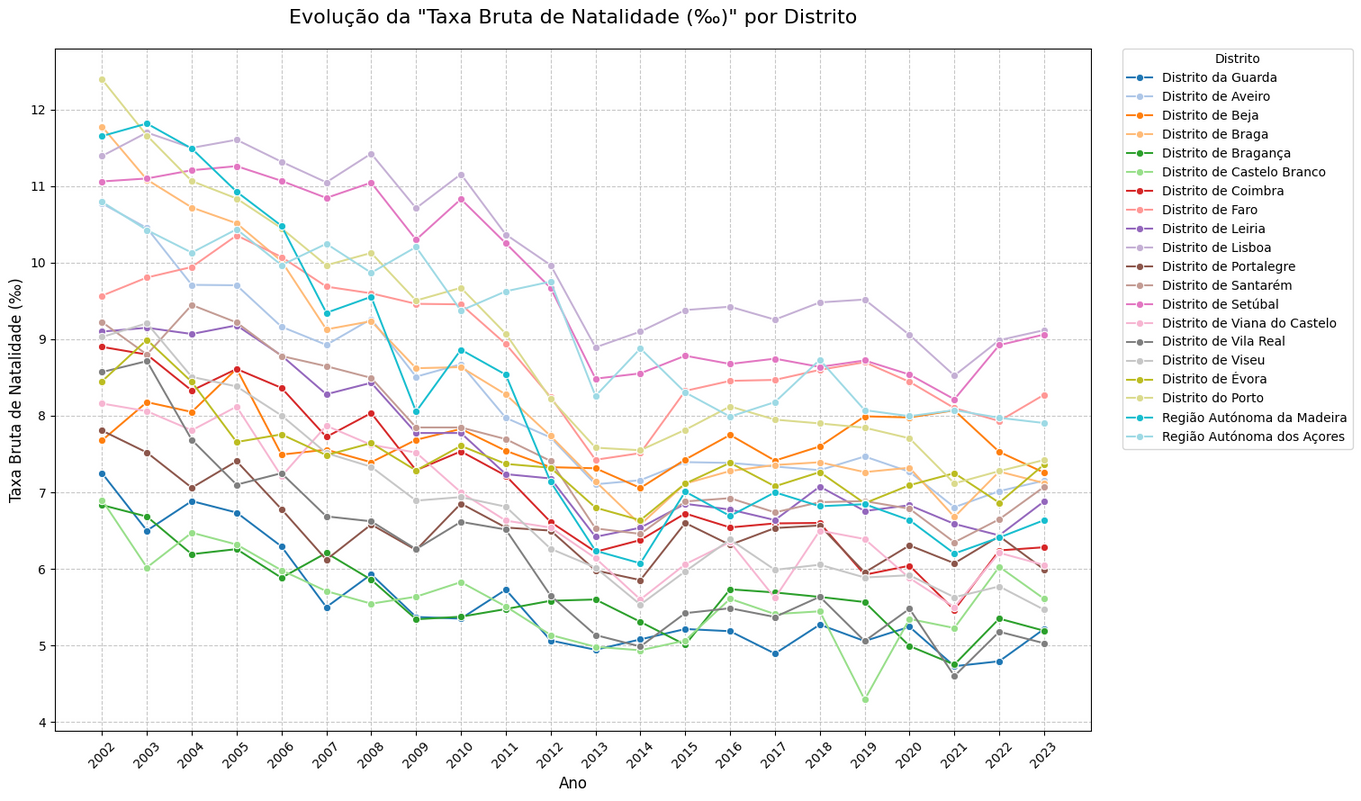 Evolução da "Taxa Bruta de Natalidade (‰)" por Distrito
Taxa Bruta de Natalidade (‰)
12
11
10
9
8
7
6
5
4
2002
2003
2004
2005
2006
2007
2008
2009
2010
2011
2012
2013
2014
2015
2016
2017
2018
2019
2020
2021
2022
2023
Ano
Distrito
Distrito da Guarda
Distrito de Aveiro
Distrito de Beja
Distrito de Braga
Distrito de Bragança
Distrito de Castelo Branco
Distrito de Coimbra
Distrito de Faro
Distrito de Leiria
Distrito de Lisboa
Distrito de Portalegre
Distrito de Santarém
Distrito de Setúbal
Distrito de Viana do Castelo
Distrito de Vila Real
Distrito de Viseu
Distrito de Évora
Distrito do Porto
Região Autónoma da Madeira
Região Autónoma dos Açores